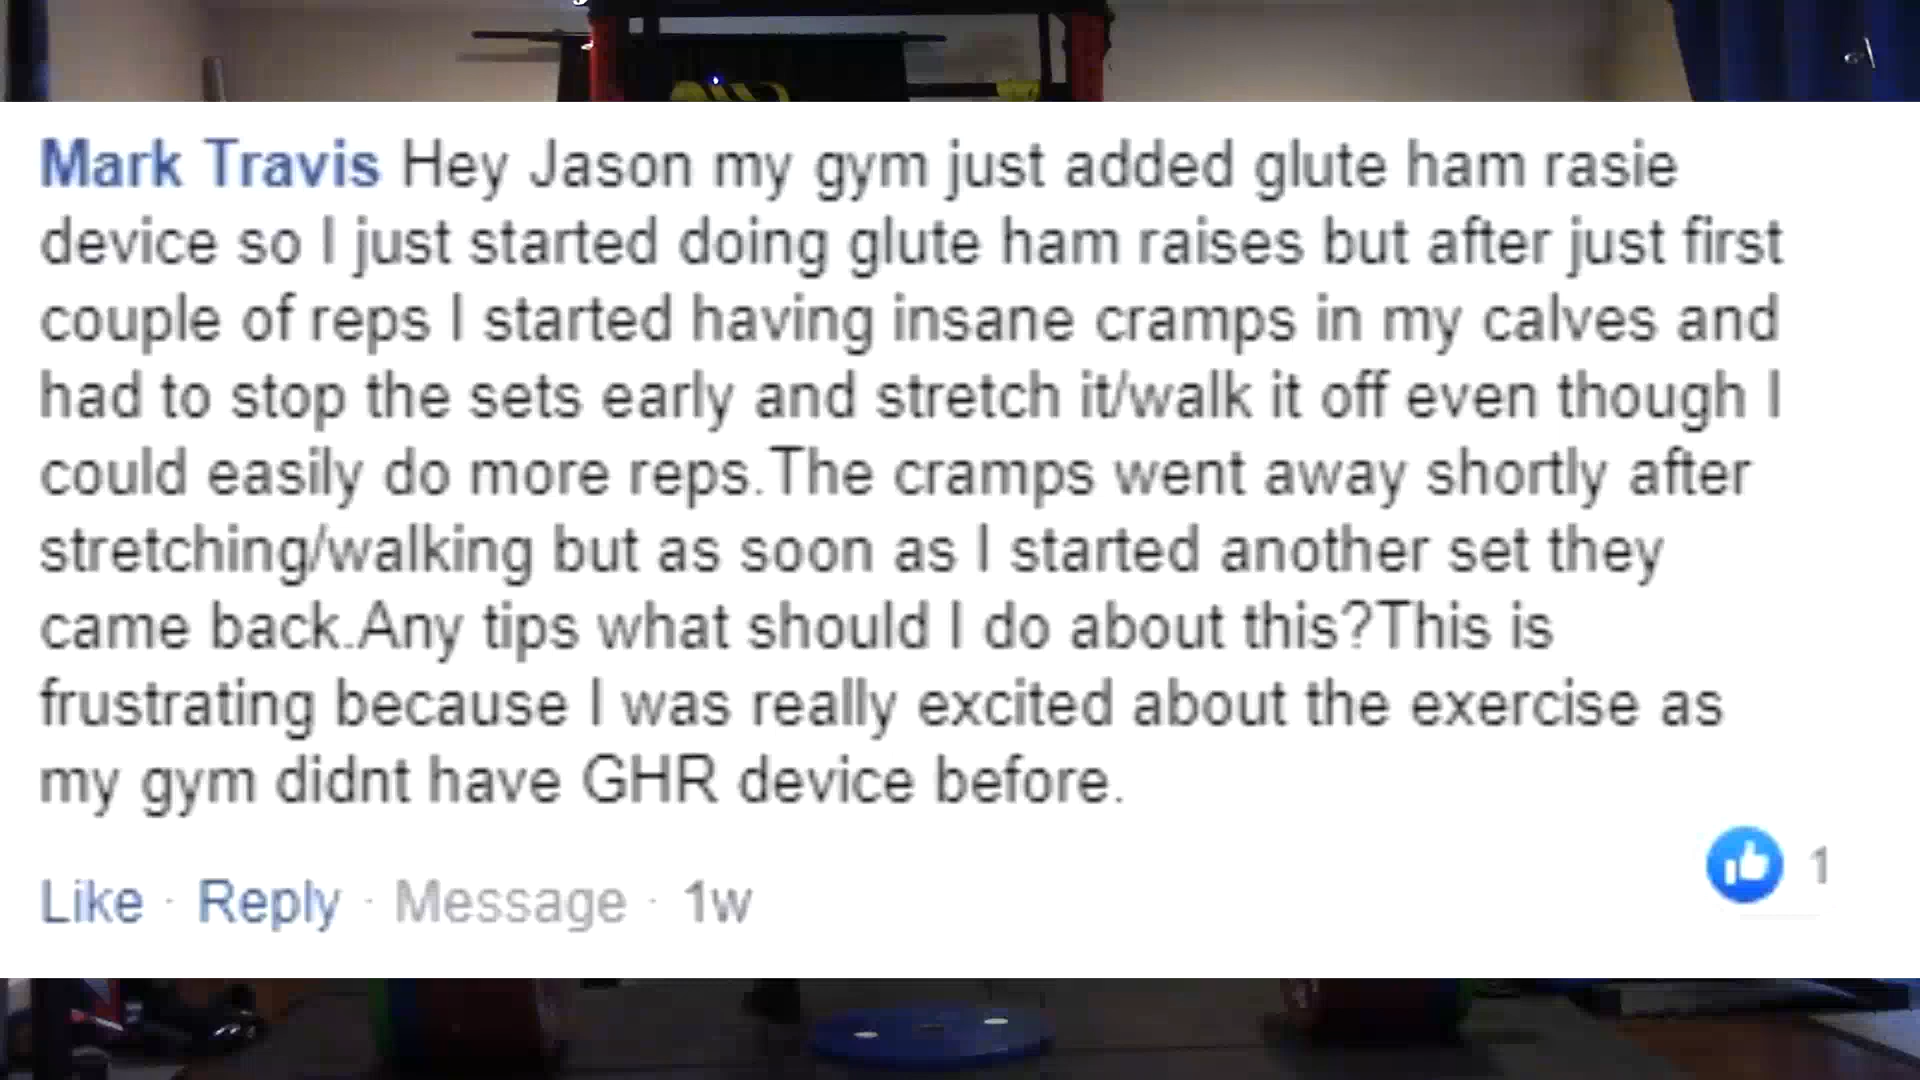 Mark Travis Hey Jason my gym just added glute ham rasie
device so I just started doing glute ham raises but after just first
couple of reps I started having insane cramps in my calves and
had to stop the sets early and stretch it/walk it off even though I
could easily do more reps.The cramps went away shortly after
stretching/walking but as soon as I started another set they
came back.Any tips what should I do about this?This is
frustrating because I was really excited about the exercise as
my gym didnt have GHR device before.
1
Like · Reply · Message · 1w